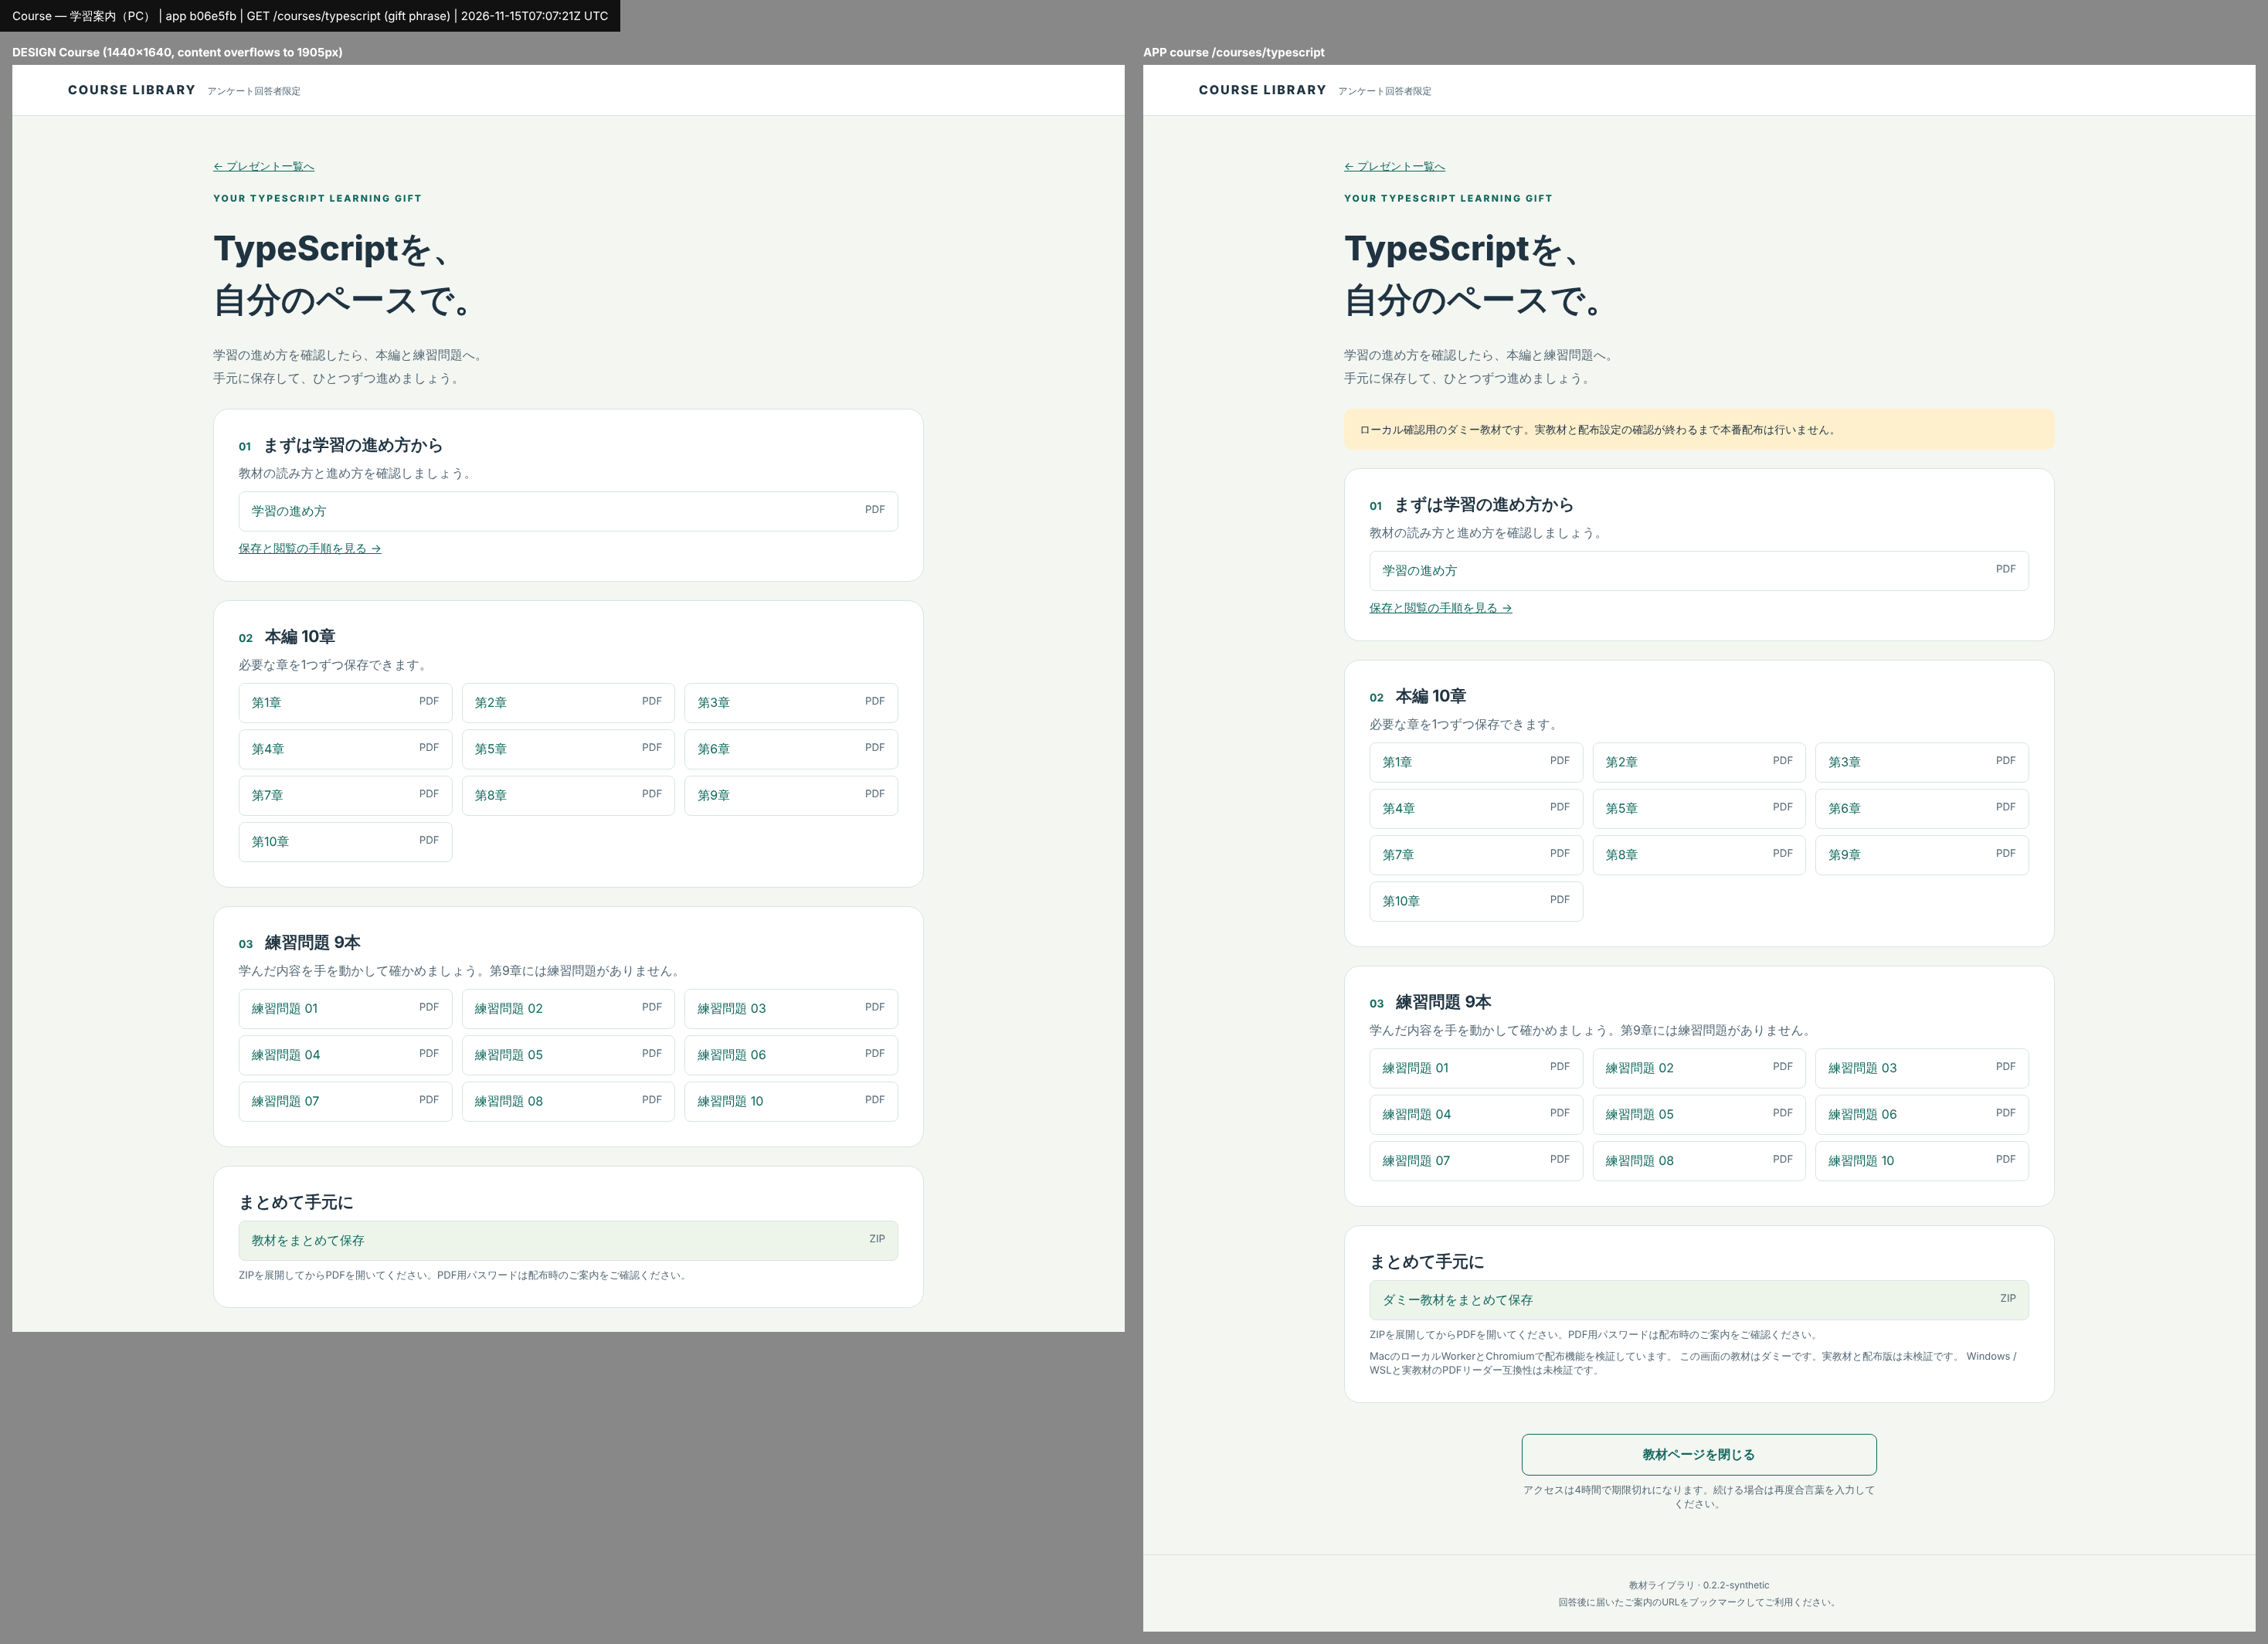 Course — 学習案内（PC） | app b06e5fb | GET /courses/typescript (gift phrase) | 2026-11-15T07:07:21Z UTC
DESIGN Course (1440×1640, content overflows to 1905px)
COURSE LIBRARY アンケート回答者限定
← プレゼント一覧へ
YOUR TYPESCRIPT LEARNING GIFT
TypeScriptを、
自分のペースで。
学習の進め方を確認したら、本編と練習問題へ。
手元に保存して、ひとつずつ進めましょう。
01 まずは学習の進め方から
教材の読み方と進め方を確認しましょう。
学習の進め方 PDF
保存と閲覧の手順を見る →
02 本編 10章
必要な章を1つずつ保存できます。
第1章 PDF 第2章 PDF 第3章 PDF
第4章 PDF 第5章 PDF 第6章 PDF
第7章 PDF 第8章 PDF 第9章 PDF
第10章 PDF
03 練習問題 9本
学んだ内容を手を動かして確かめましょう。第9章には練習問題がありません。
練習問題 01 PDF 練習問題 02 PDF 練習問題 03 PDF
練習問題 04 PDF 練習問題 05 PDF 練習問題 06 PDF
練習問題 07 PDF 練習問題 08 PDF 練習問題 10 PDF
まとめて手元に
教材をまとめて保存 ZIP
ZIPを展開してからPDFを開いてください。PDF用パスワードは配布時のご案内をご確認ください。
APP course /courses/typescript
COURSE LIBRARY アンケート回答者限定
← プレゼント一覧へ
YOUR TYPESCRIPT LEARNING GIFT
TypeScriptを、
自分のペースで。
学習の進め方を確認したら、本編と練習問題へ。
手元に保存して、ひとつずつ進めましょう。
ローカル確認用のダミー教材です。実教材と配布設定の確認が終わるまで本番配布は行いません。
01 まずは学習の進め方から
教材の読み方と進め方を確認しましょう。
学習の進め方 PDF
保存と閲覧の手順を見る →
02 本編 10章
必要な章を1つずつ保存できます。
第1章 PDF 第2章 PDF 第3章 PDF
第4章 PDF 第5章 PDF 第6章 PDF
第7章 PDF 第8章 PDF 第9章 PDF
第10章 PDF
03 練習問題 9本
学んだ内容を手を動かして確かめましょう。第9章には練習問題がありません。
練習問題 01 PDF 練習問題 02 PDF 練習問題 03 PDF
練習問題 04 PDF 練習問題 05 PDF 練習問題 06 PDF
練習問題 07 PDF 練習問題 08 PDF 練習問題 10 PDF
まとめて手元に
ダミー教材をまとめて保存 ZIP
ZIPを展開してからPDFを開いてください。PDF用パスワードは配布時のご案内をご確認ください。
MacのローカルWorkerとChromiumで配布機能を検証しています。 この画面の教材はダミーです。実教材と配布版は未検証です。 Windows /
WSLと実教材のPDFリーダー互換性は未検証です。
教材ページを閉じる
アクセスは4時間で期限切れになります。続ける場合は再度合言葉を入力して
ください。
教材ライブラリ · 0.2.2-synthetic
回答後に届いたご案内のURLをブックマークしてご利用ください。